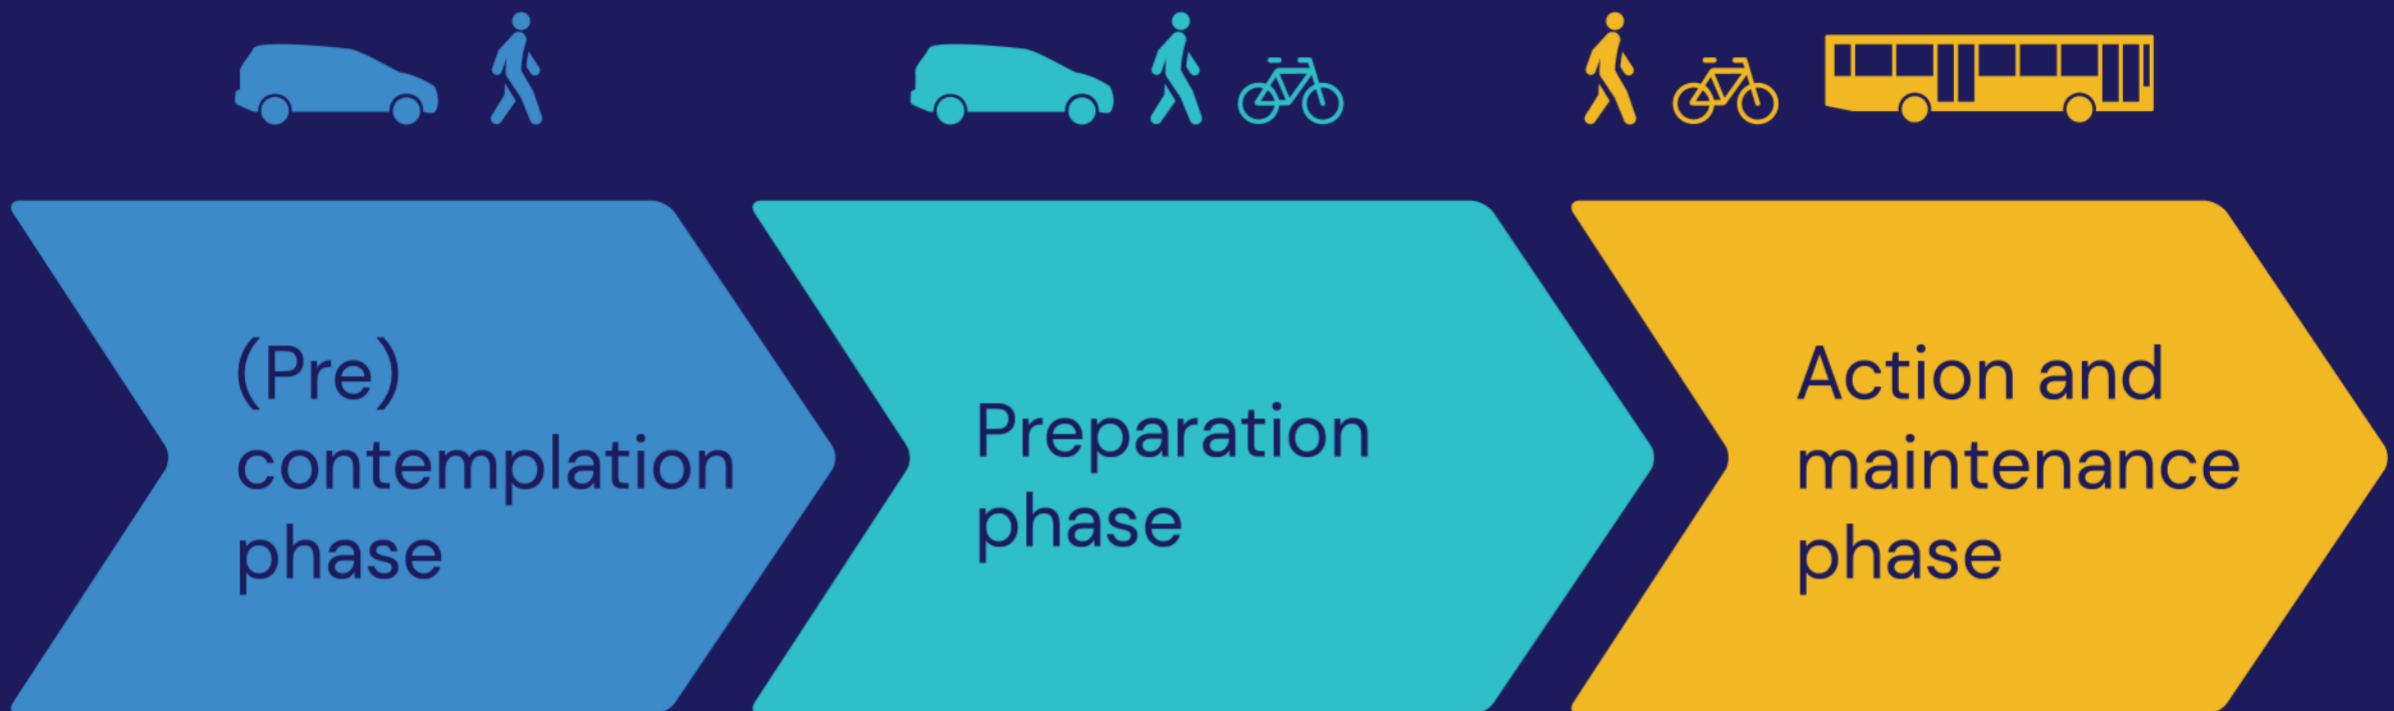 (Pre)
contemplation
phase
Preparation
phase
Action and
maintenance
phase